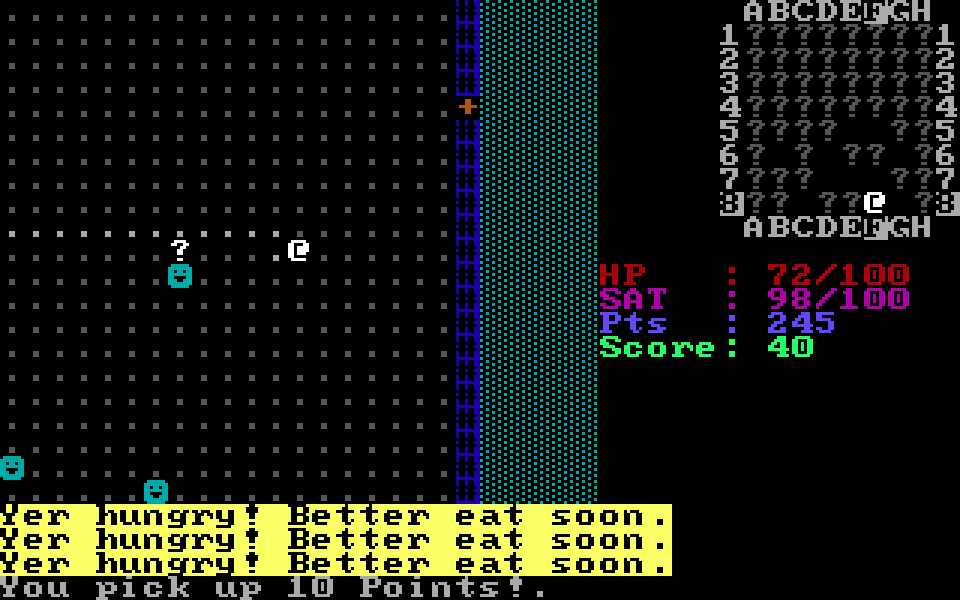 ABCDEFGH
1????????1
2????????2
3????????3
4????????4
5????  ??5
6? ? ?? ?6
7???   ??7
8?? ??@ ?8
ABCDEFGH
+
? @
HP : 72/100
SAT : 98/100
Pts : 245
Score: 40
Yer hungry! Better eat soon.
Yer hungry! Better eat soon.
Yer hungry! Better eat soon.
You pick up 10 Points!.